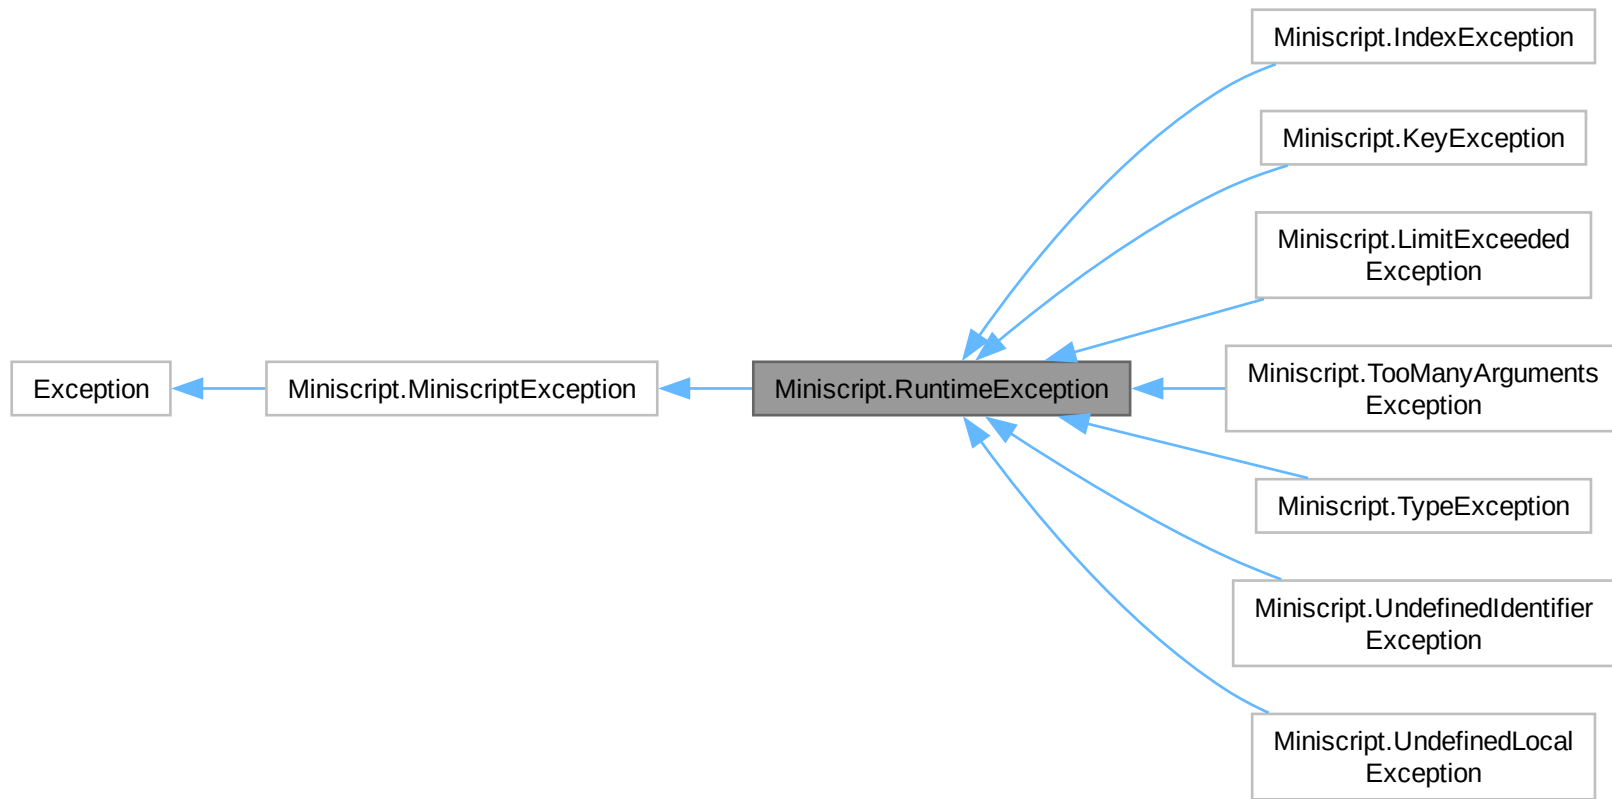 Exception
Miniscript.MiniscriptException
Miniscript.RuntimeException
Miniscript.IndexException
Miniscript.KeyException
Miniscript.LimitExceeded
Exception
Miniscript.TooManyArguments
Exception
Miniscript.TypeException
Miniscript.UndefinedIdentifier
Exception
Miniscript.UndefinedLocal
Exception